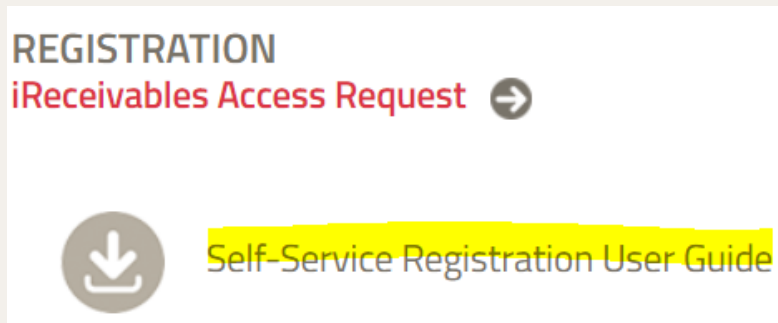 REGISTRATION
iReceivables Access Request
Self-Service Registration User Guide